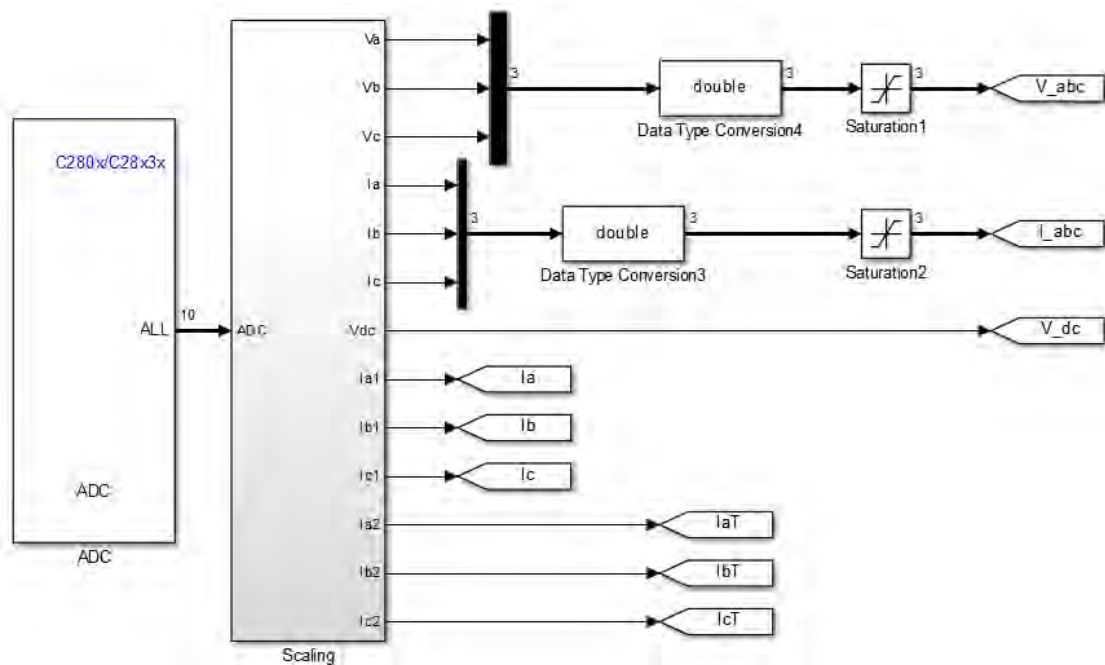 C280x/C28x3x
ALL
ADC
ADC
10
ADC
Va
Vb
Vc
Ia
Ib
Ic
Vdc
Ia1
Ib1
Ic1
Ia2
Ib2
Ic2
Scaling
3
double
3
Data Type Conversion4
Saturation1
3
V_abc
3
double
3
Data Type Conversion3
Saturation2
3
I_abc
V_dc
Ia
Ib
Ic
IaT
IbT
IcT